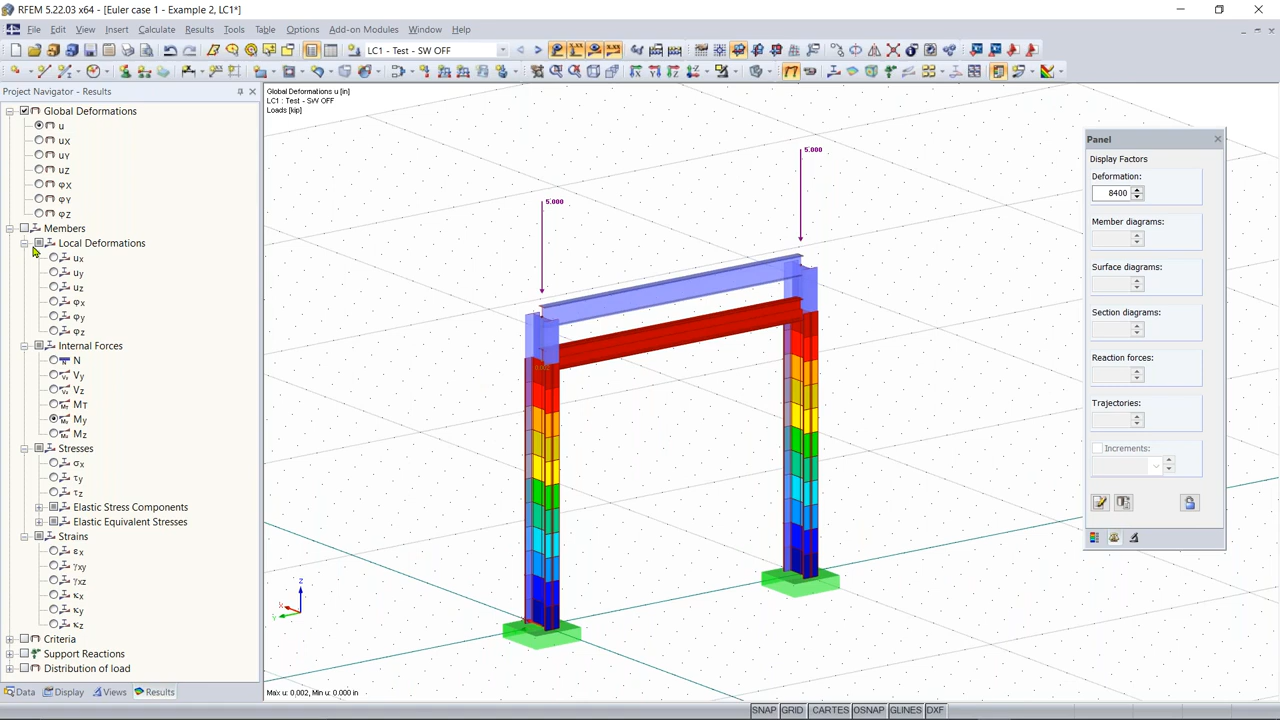 RFEM 5.22.03 x64 - [Euler case 1 - Example 2, LC1*]
File Edit View Insert Calculate Results Tools Table Options Add-on Modules Window Help
LC1 - Test - SW OFF
Project Navigator - Results
Global Deformations
u
uX
uY
uZ
φX
φY
φZ
Members
Local Deformations
ux
uy
uz
φx
φy
φz
Internal Forces
N
Vy
Vz
MT
My
Mz
Stresses
σx
τy
τz
Elastic Stress Components
Elastic Equivalent Stresses
Strains
εx
γxy
γxz
κx
κy
κz
Criteria
Support Reactions
Distribution of load
Data Display Views Results
Global Deformations u [in]
LC1 : Test - SW OFF
Loads [kip]
5.000
5.000
Z
X
Y
Max u: 0.002, Min u: 0.000 in
Panel
Display Factors
Deformation:
8400
Member diagrams:
Surface diagrams:
Section diagrams:
Reaction forces:
Trajectories:
Increments:
SNAP GRID CARTES OSNAP GLINES DXF